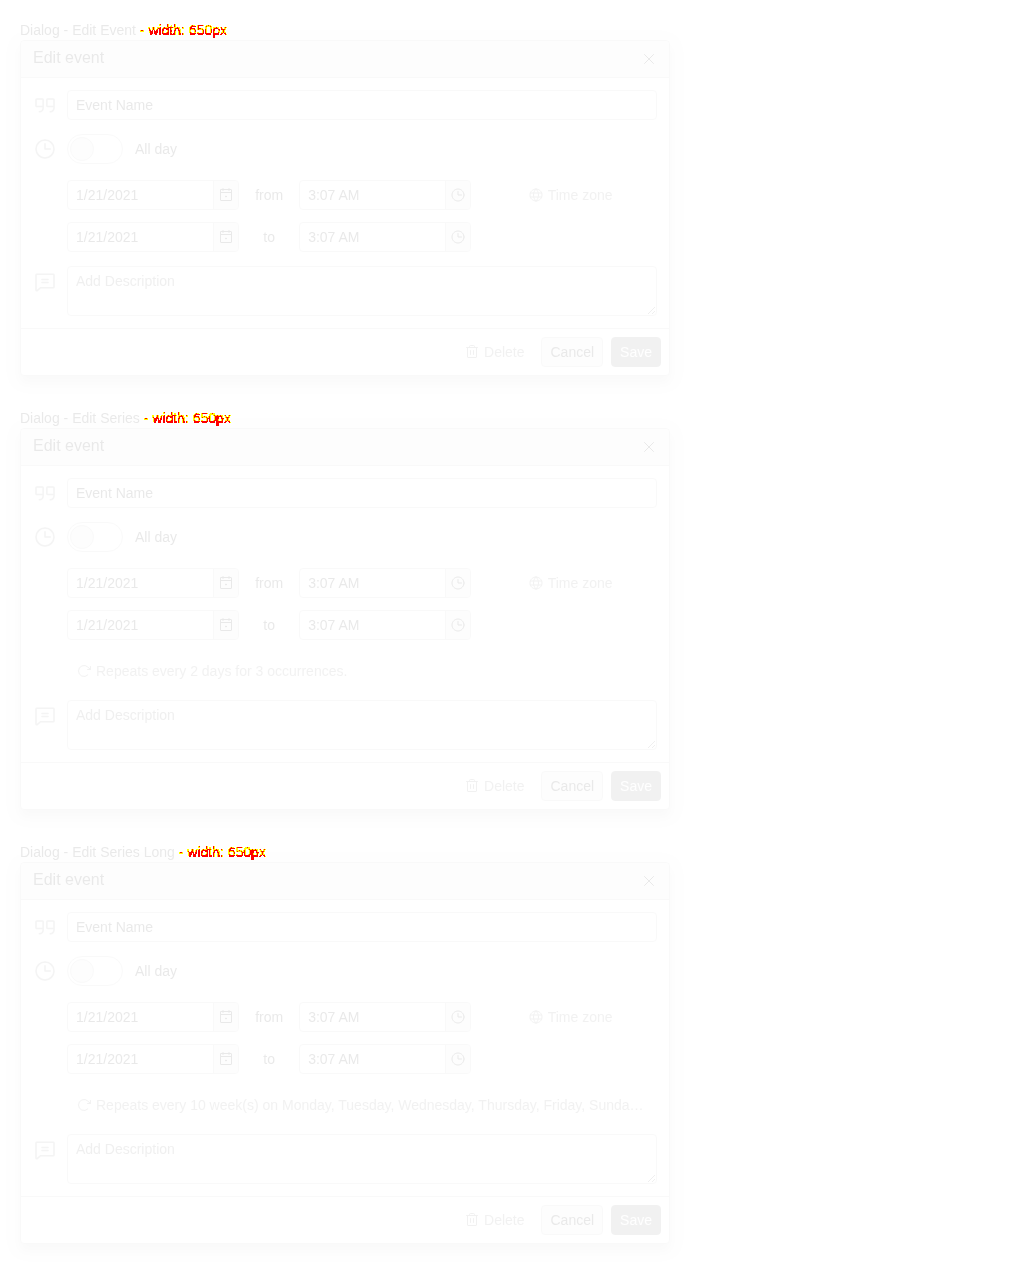 Dialog - Edit Event - width: 650px
Edit event
Event Name
All day
1/21/2021 from 3:07 AM Time zone
1/21/2021 to 3:07 AM
Add Description
Delete Cancel Save
Dialog - Edit Series - width: 650px
Edit event
Event Name
All day
1/21/2021 from 3:07 AM Time zone
1/21/2021 to 3:07 AM
Repeats every 2 days for 3 occurrences.
Add Description
Delete Cancel Save
Dialog - Edit Series Long - width: 650px
Edit event
Event Name
All day
1/21/2021 from 3:07 AM Time zone
1/21/2021 to 3:07 AM
Repeats every 10 week(s) on Monday, Tuesday, Wednesday, Thursday, Friday, Sunda...
Add Description
Delete Cancel Save